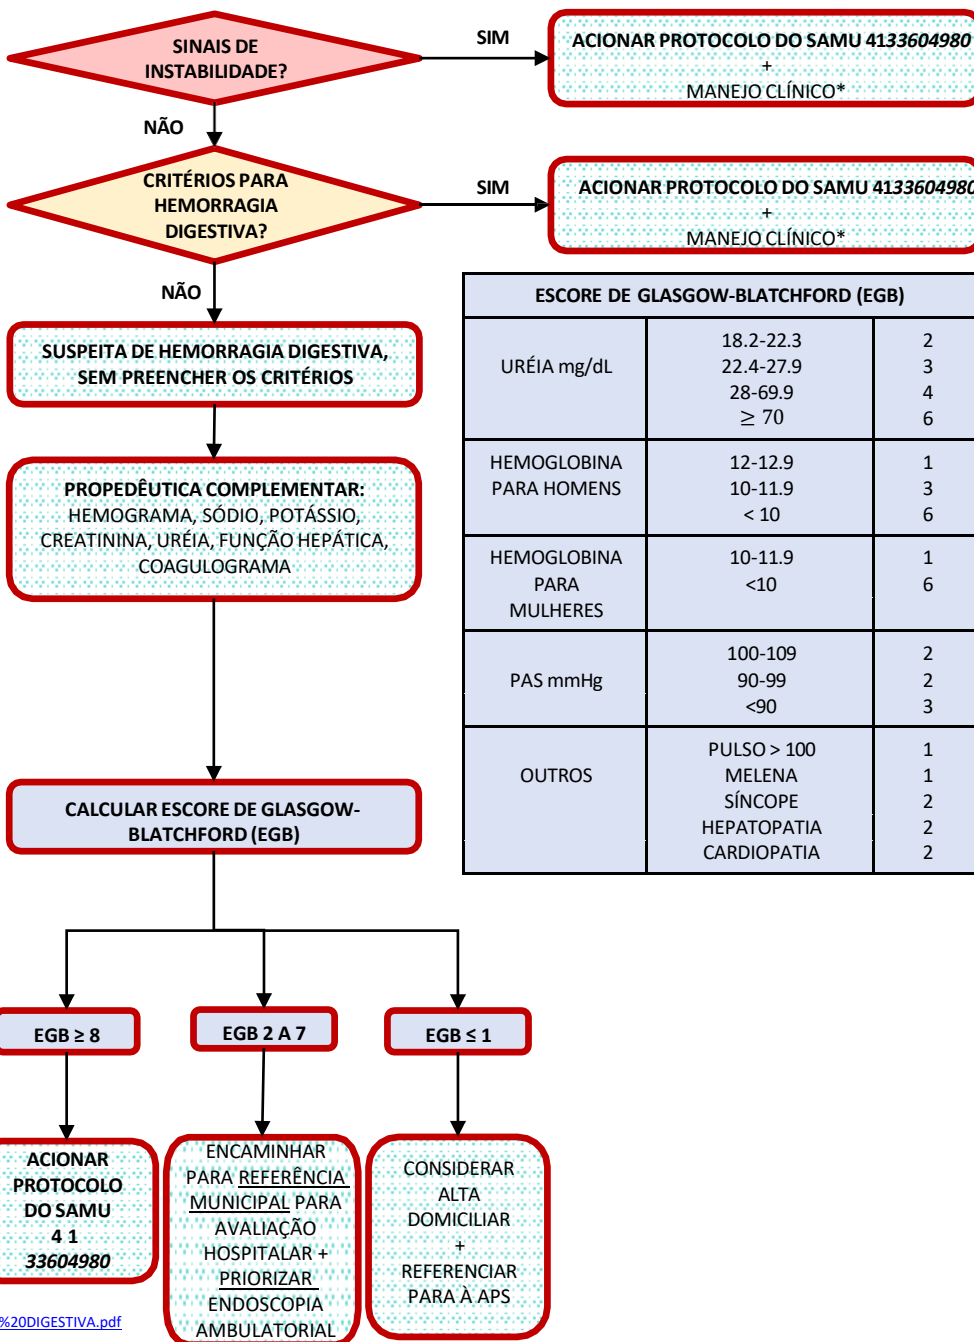 SINAIS DE
INSTABILIDADE?
SIM
ACIONAR PROTOCOLO DO SAMU 4133604980
+
MANEJO CLÍNICO*
NÃO
CRITÉRIOS PARA
HEMORRAGIA
DIGESTIVA?
SIM
ACIONAR PROTOCOLO DO SAMU 4133604980
+
MANEJO CLÍNICO*
NÃO
SUSPEITA DE HEMORRAGIA DIGESTIVA,
SEM PREENCHER OS CRITÉRIOS
PROPEDÊUTICA COMPLEMENTAR:
HEMOGRAMA, SÓDIO, POTÁSSIO,
CREATININA, URÉIA, FUNÇÃO HEPÁTICA,
COAGULOGRAMA
CALCULAR ESCORE DE GLASGOW-
BLATCHFORD (EGB)
ESCORE DE GLASGOW-BLATCHFORD (EGB)
URÉIA mg/dL
18.2-22.3 2
22.4-27.9 3
28-69.9 4
≥ 70 6
HEMOGLOBINA
PARA HOMENS
12-12.9 1
10-11.9 3
< 10 6
HEMOGLOBINA
PARA
MULHERES
10-11.9 1
<10 6
PAS mmHg
100-109 2
90-99 2
<90 3
OUTROS
PULSO > 100 1
MELENA 1
SÍNCOPE 2
HEPATOPATIA 2
CARDIOPATIA 2
EGB ≥ 8
EGB 2 A 7
EGB ≤ 1
ACIONAR
PROTOCOLO
DO SAMU
4 1
33604980
ENCAMINHAR
PARA REFERÊNCIA
MUNICIPAL PARA
AVALIAÇÃO
HOSPITALAR +
PRIORIZAR
ENDOSCOPIA
AMBULATORIAL
CONSIDERAR
ALTA
DOMICILIAR
+
REFERENCIAR
PARA À APS
%20DIGESTIVA.pdf